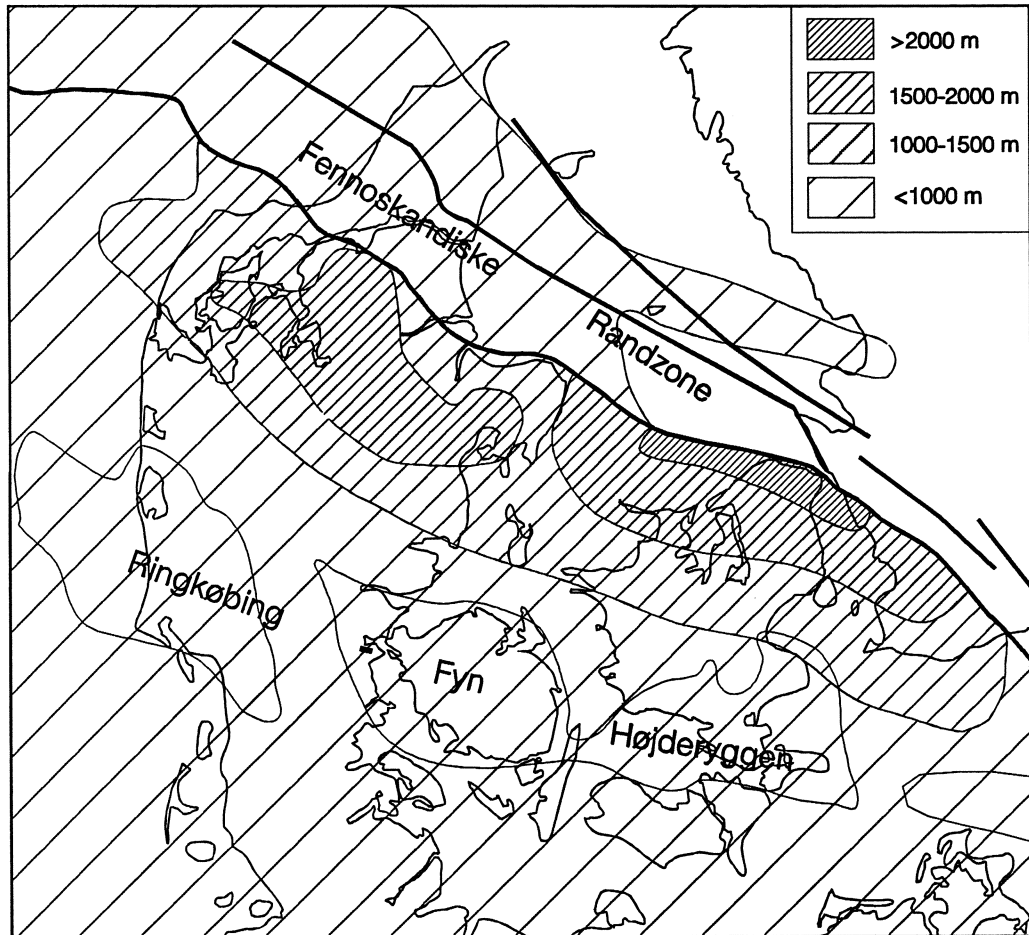 >2000 m
1500-2000 m
1000-1500 m
<1000 m
Fennoskandiske
Randzone
Ringkøbing
Fyn
Højderyggen